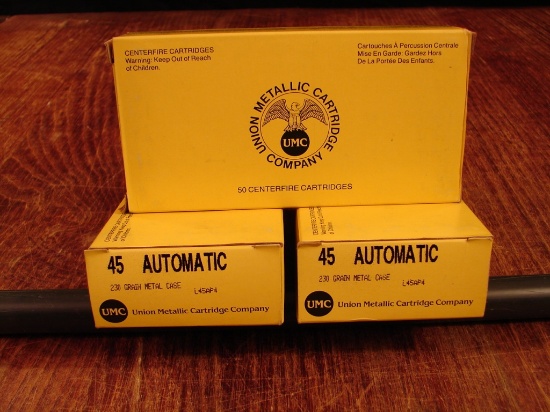 CENTERFIRE CARTRIDGES
Warning: Keep Out of Reach
of Children.
Cartouches À Percussion Centrale
Mise En Garde: Gardez Hors
De La Portée Des Enfants.
UNION METALLIC CARTRIDGE
COMPANY
UMC
50 CENTERFIRE CARTRIDGES
45 AUTOMATIC
230 GRAIN METAL CASE L45AP4
UMC Union Metallic Cartridge Company
45 AUTOMATIC
230 GRAIN METAL CASE L45AP4
UMC Union Metallic Cartridge Company